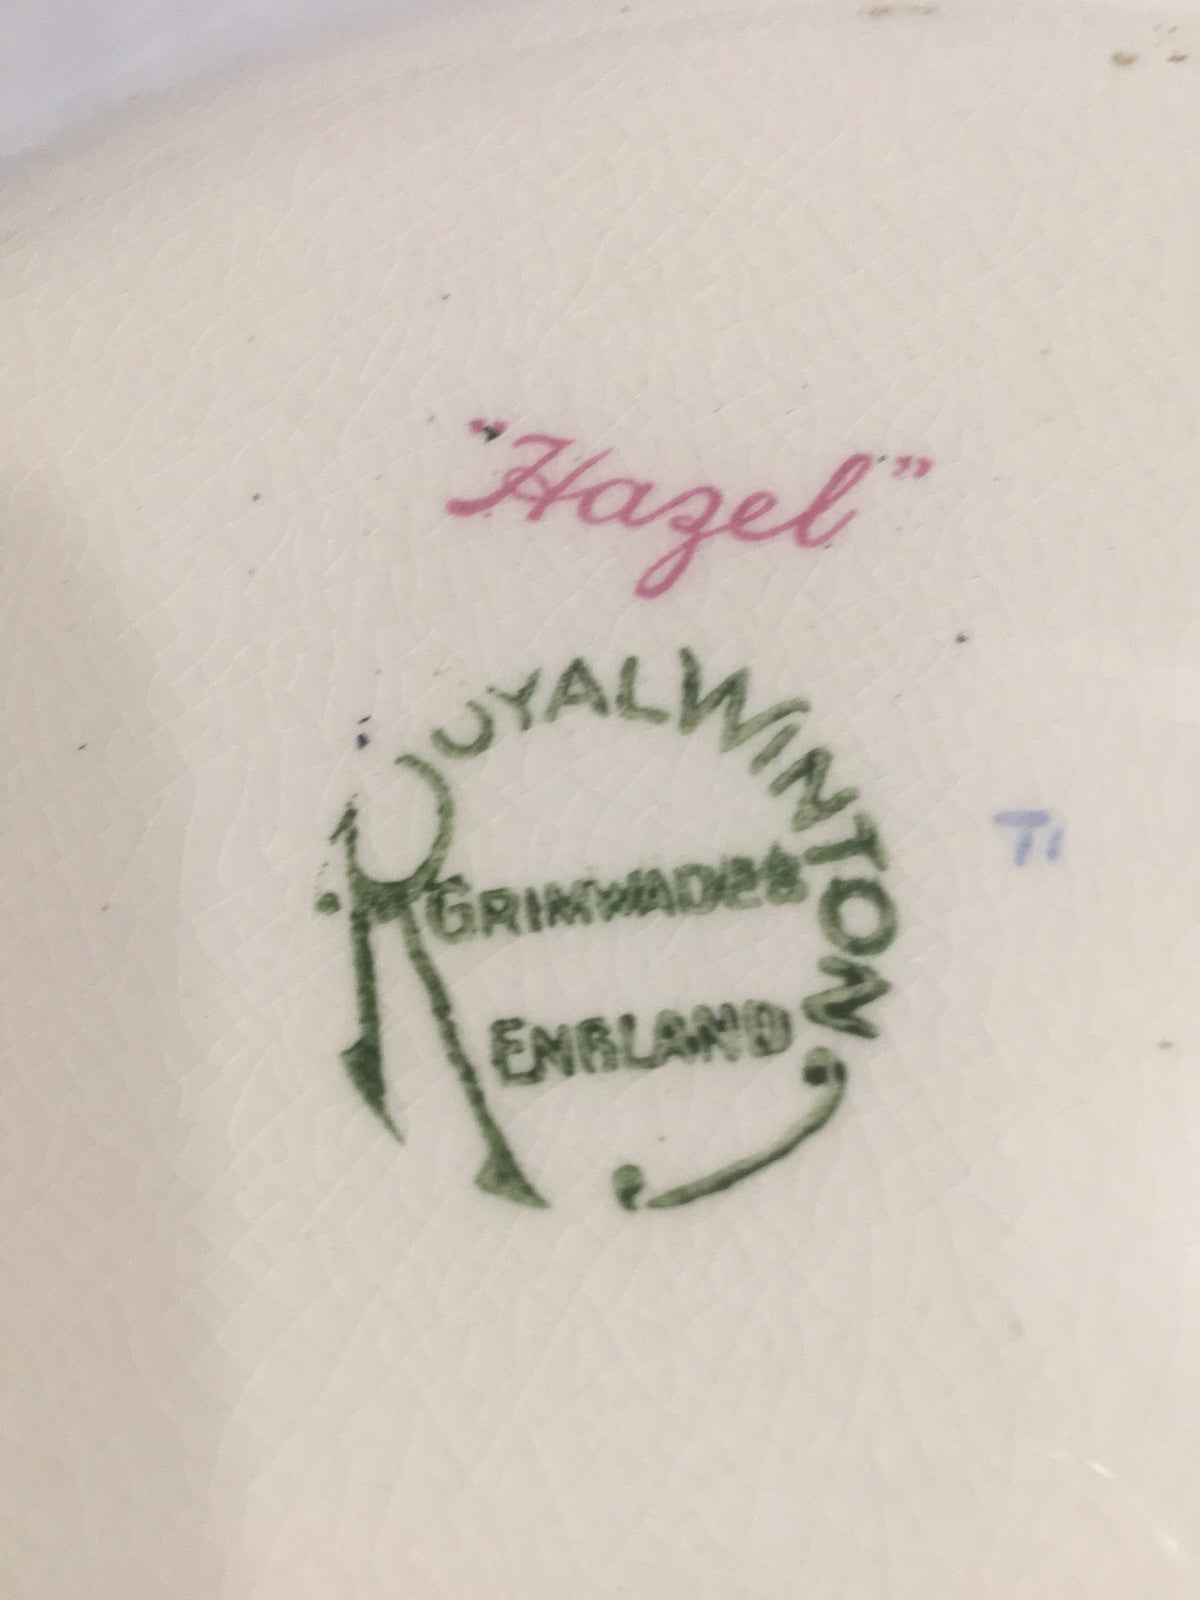 "Hazel"
ROYAL WINTON
GRIMWADES
ENGLAND